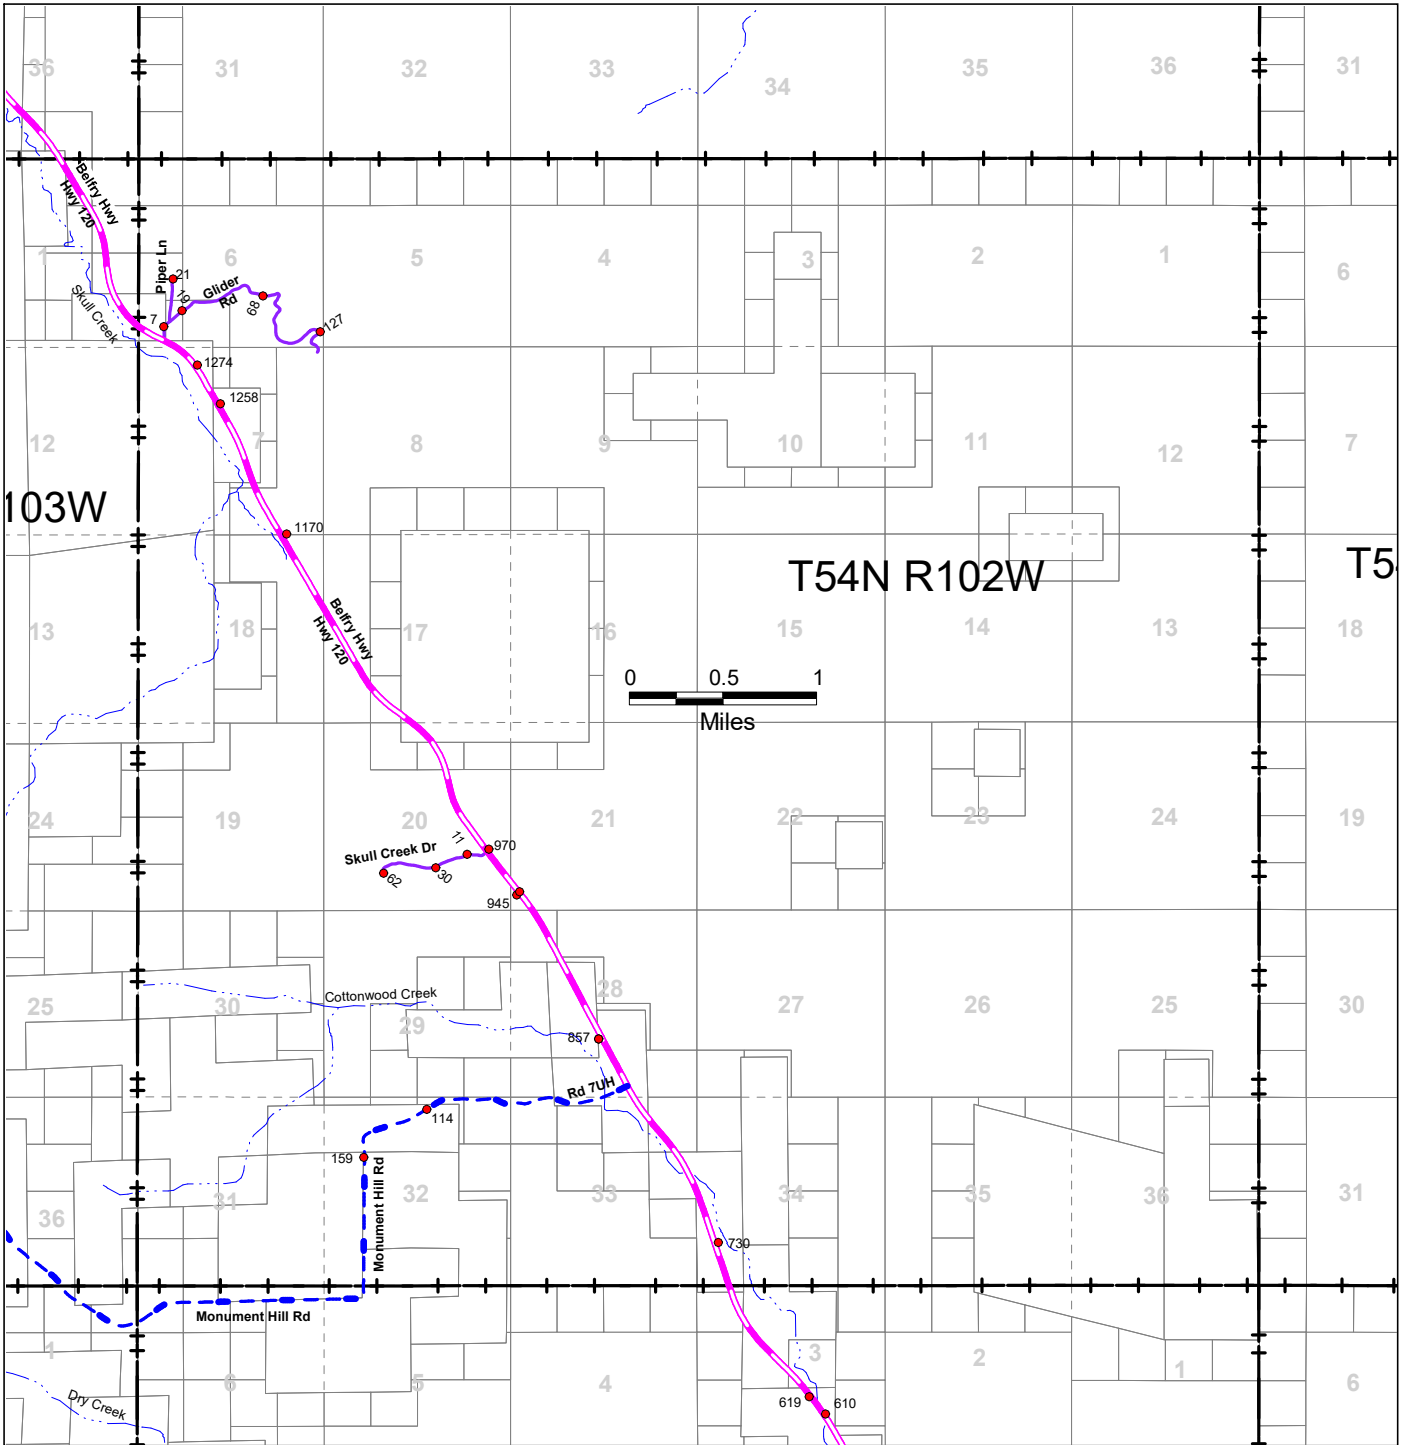 36 31 32 33 34 35 36 31
Belfry Hwy
Hwy 120
1 6 5 4 3 2 1 6
Piper Ln
21
19
Glider
Rd
68
7
127
Skull Creek
1274
1258
12 7 8 9 10 11 12 7
103W
1170
T54N R102W
T5
13 18 17 16 15 14 13 18
Belfry Hwy
Hwy 120
0 0.5 1
Miles
24 19 20 21 22 23 24 19
Skull Creek Dr
11
970
62
30
945
25 30 29 28 27 26 25 30
Cottonwood Creek
857
Rd 7UH
114
159
Monument Hill Rd
36 31 32 33 34 35 36 31
730
Monument Hill Rd
1 6 5 4 3 2 1 6
619
610
Dry Creek